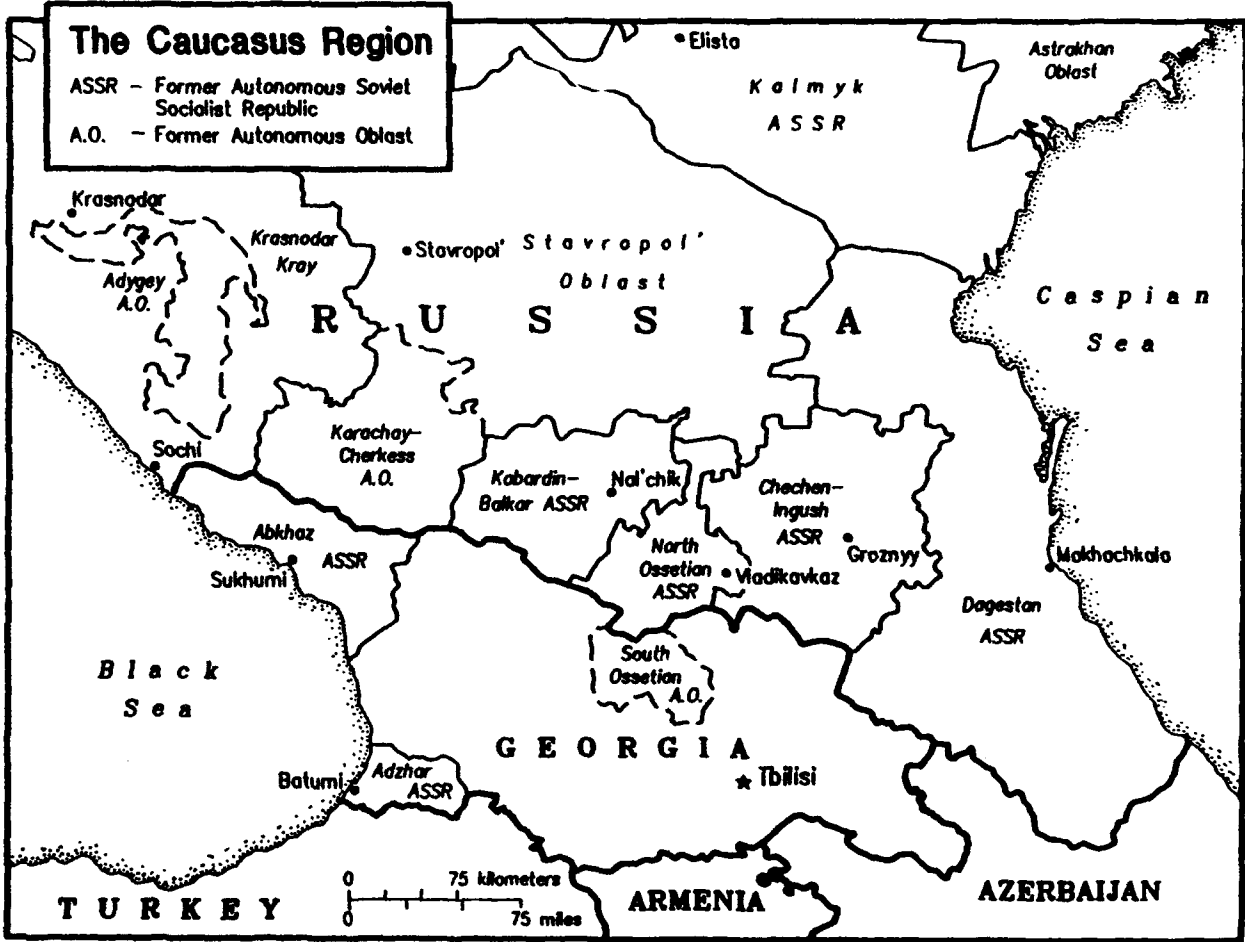 The Caucasus Region
ASSR – Former Autonomous Soviet
Socialist Republic
A.O. – Former Autonomous Oblast
Elista
Kalmyk
ASSR
Astrakhan
Oblast
Krasnodar
Krasnodar
Kray
Adygey
A.O.
Stavropol'
Stavropol'
Oblast
RUSSIA
Caspian
Sea
Sochi
Karachay–
Cherkess
A.O.
Kabardin–
Balkar ASSR
Nal'chik
Chechen–
Ingush
ASSR
Groznyy
North
Ossetian
ASSR
Vladikavkaz
Makhachkala
Dagestan
ASSR
Abkhaz
ASSR
Sukhumi
South
Ossetian
A.O.
Black
Sea
GEORGIA
Tbilisi
Batumi
Adzhar
ASSR
0 75 kilometers
0 75 miles
TURKEY
ARMENIA
AZERBAIJAN